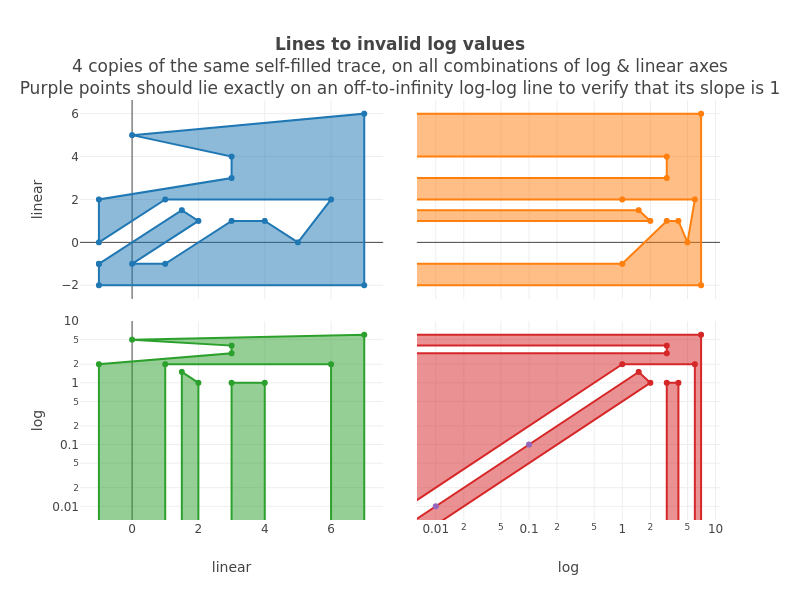 Lines to invalid log values
4 copies of the same self-filled trace, on all combinations of log & linear axes
Purple points should lie exactly on an off-to-infinity log-log line to verify that its slope is 1
6
4
2
0
−2
linear
10
5
2
1
5
2
0.1
5
2
0.01
log
0 2 4 6
0.01 2 5 0.1 2 5 1 2 5 10
linear
log